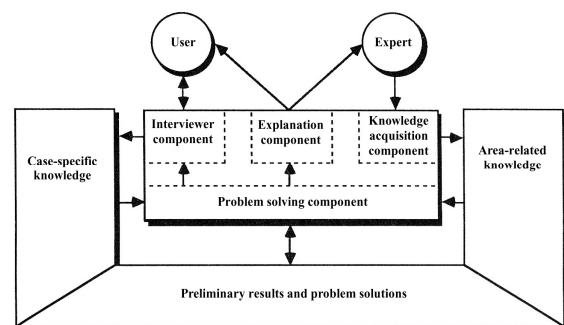 User
Expert
Interviewer
component
Explanation
component
Knowledge
acquisition
component
Case-specific
knowledge
Area-related
knowledge
Problem solving component
Preliminary results and problem solutions